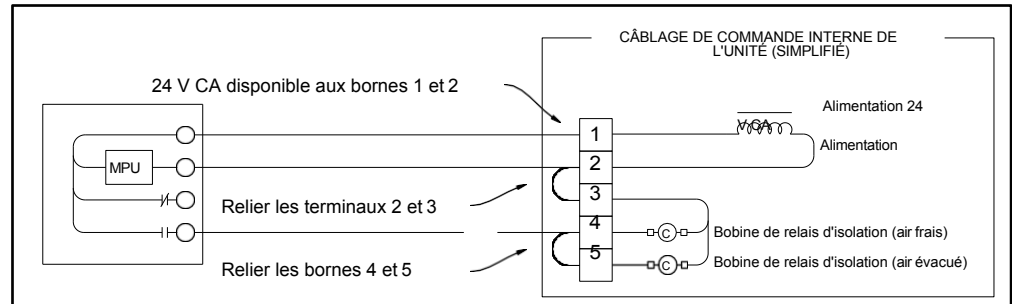 CÂBLAGE DE COMMANDE INTERNE DE
L'UNITÉ (SIMPLIFIÉ)
24 V CA disponible aux bornes 1 et 2
Alimentation 24
V CA
Alimentation
1
2
3
4
5
MPU
Relier les terminaux 2 et 3
Relier les bornes 4 et 5
C
Bobine de relais d'isolation (air frais)
C
Bobine de relais d'isolation (air évacué)